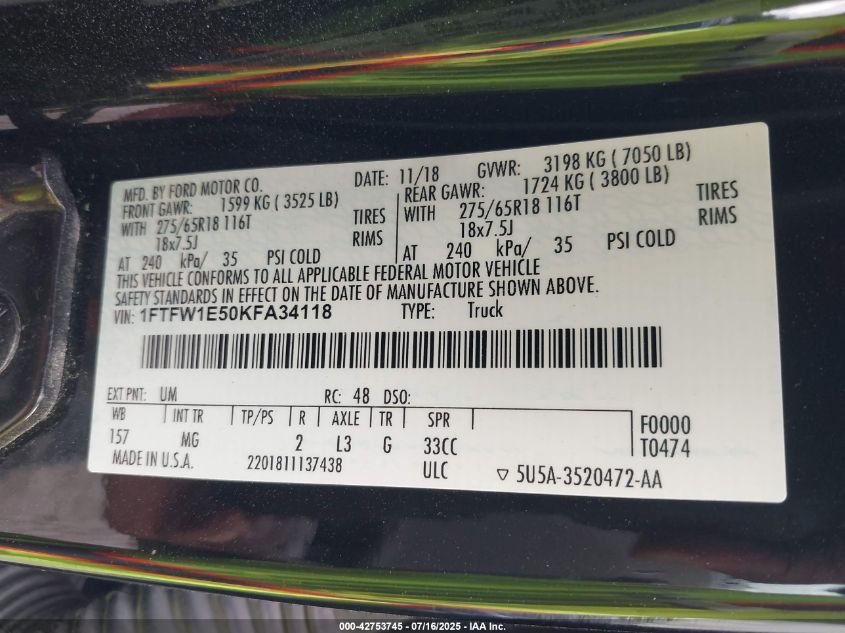 MFD. BY FORD MOTOR CO.
DATE: 11/18 GVWR: 3198 KG ( 7050 LB)
FRONT GAWR: 1599 KG ( 3525 LB)
WITH 275/65R18 116T TIRES
18x7.5J RIMS
AT 240 kPa/ 35 PSI COLD
REAR GAWR: 1724 KG ( 3800 LB)
WITH 275/65R18 116T TIRES
18x7.5J RIMS
AT 240 kPa/ 35 PSI COLD
THIS VEHICLE CONFORMS TO ALL APPLICABLE FEDERAL MOTOR VEHICLE
SAFETY STANDARDS IN EFFECT ON THE DATE OF MANUFACTURE SHOWN ABOVE.
VIN: 1FTFW1E50KFA34118 TYPE: Truck
EXT PNT: UM RC: 48 DSO:
WB INT TR TP/PS R AXLE TR SPR
157 MG 2 L3 G 33CC
F0000
T0474
MADE IN U.S.A. 2201811137438 ULC ▽ 5U5A-3520472-AA
000-42753745 - 07/16/2025 - IAA Inc.